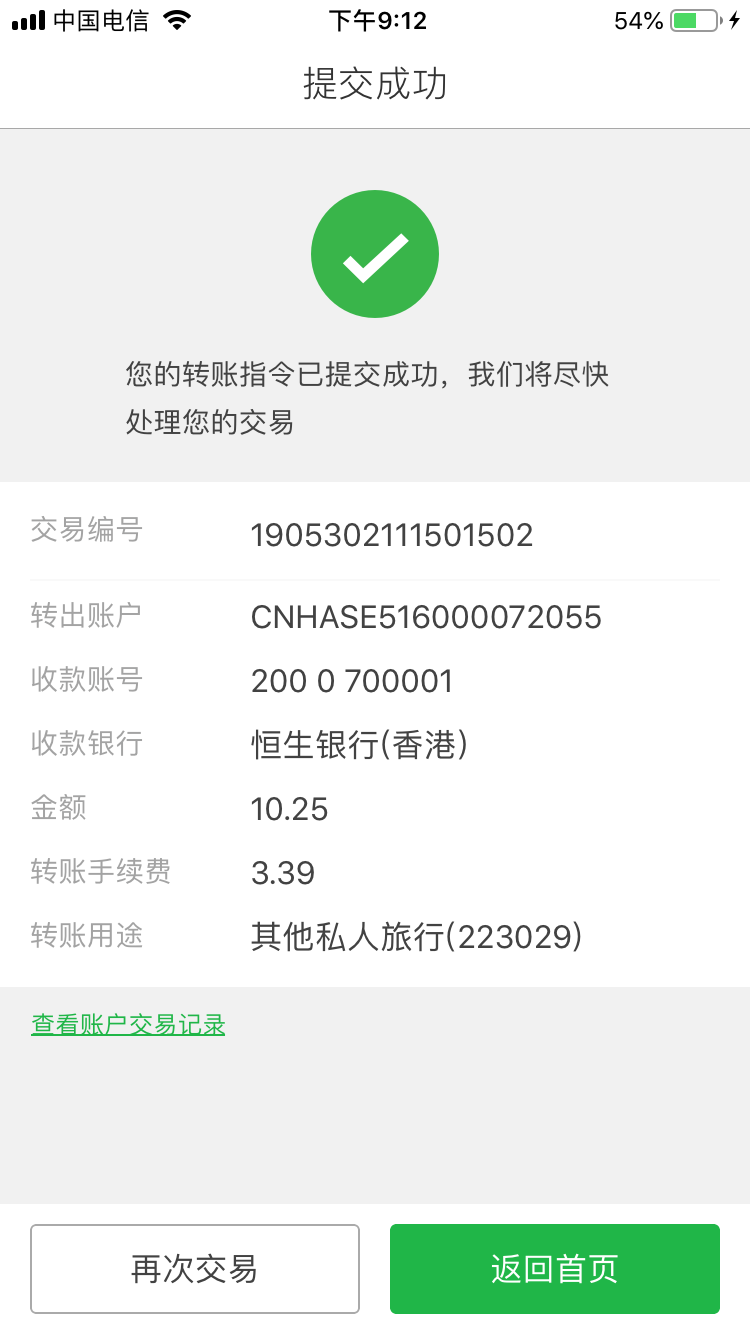 中国电信 下午9:12 54%
提交成功
您的转账指令已提交成功，我们将尽快
处理您的交易
交易编号 1905302111501502
转出账户 CNHASE516000072055
收款账号 200 0 700001
收款银行 恒生银行(香港)
金额 10.25
转账手续费 3.39
转账用途 其他私人旅行(223029)
查看账户交易记录
再次交易 返回首页